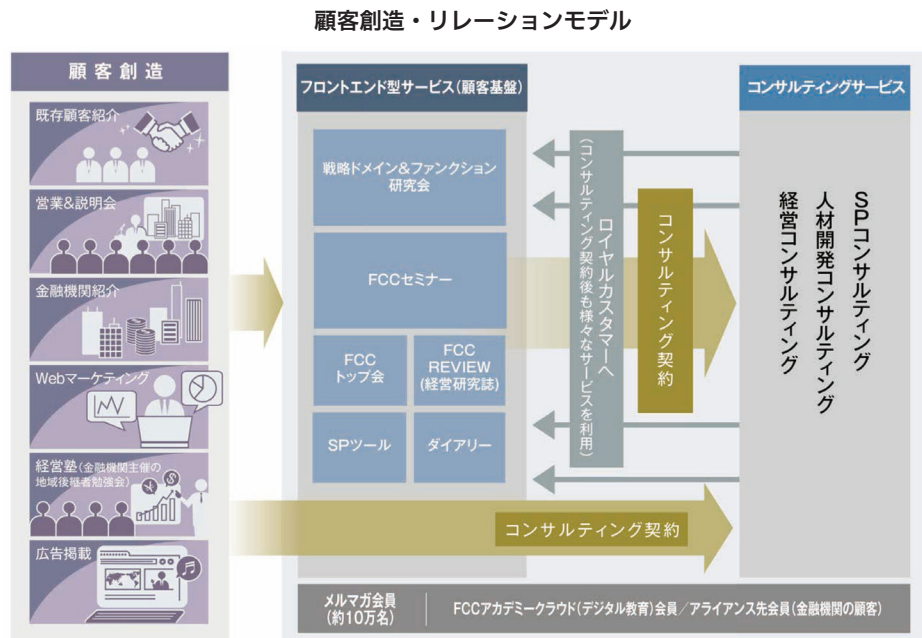 顧客創造・リレーションモデル
顧客創造
既存顧客紹介
営業&説明会
金融機関紹介
Webマーケティング
経営塾(金融機関主催の
地域後継者勉強会)
広告掲載
フロントエンド型サービス(顧客基盤)
戦略ドメイン&ファンクション
研究会
FCCセミナー
FCC
トップ会
FCC
REVIEW
(経営研究誌)
SPツール
ダイアリー
ロイヤルカスタマーへ
(コンサルティング契約後も様々なサービスを利用)
コンサルティング契約
コンサルティングサービス
SPコンサルティング
人材開発コンサルティング
経営コンサルティング
コンサルティング契約
メルマガ会員
(約10万名)
FCCアカデミークラウド(デジタル教育)会員/アライアンス先会員(金融機関の顧客)
¥
$